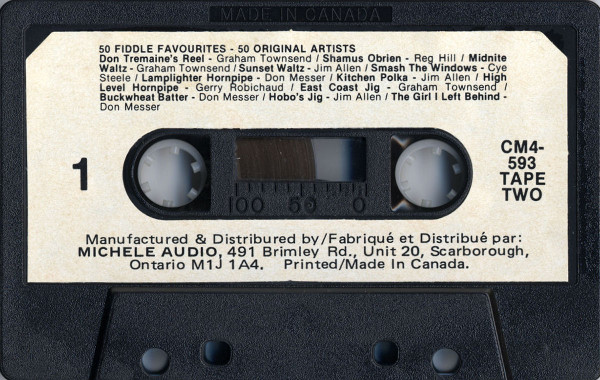 MADE IN CANADA
50 FIDDLE FAVOURITES - 50 ORIGINAL ARTISTS
Don Tremaine's Reel - Graham Townsend / Shamus Obrien - Reg Hill / Midnite
Waltz - Graham Townsend / Sunset Waltz - Jim Allen / Smash The Windows - Cye
Steele / Lamplighter Hornpipe - Don Messer / Kitchen Polka - Jim Allen / High
Level Hornpipe - Gerry Robichaud / East Coast Jig - Graham Townsend /
Buckwheat Batter - Don Messer / Hobo's Jig - Jim Allen / The Girl I Left Behind -
Don Messer
1
CM4-
593
TAPE
TWO
100 50 0
Manufactured & Distributed by/Fabriqué et Distribué par:
MICHELE AUDIO, 491 Brimley Rd., Unit 20, Scarborough,
Ontario M1J 1A4. Printed/Made In Canada.